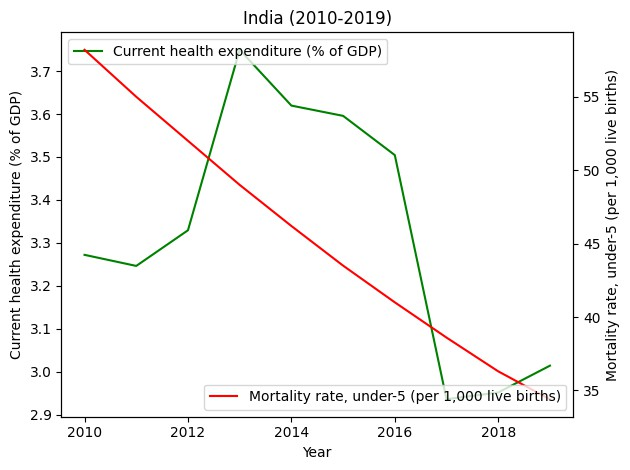 India (2010-2019)
Current health expenditure (% of GDP)
Current health expenditure (% of GDP)
3.7
3.6
3.5
3.4
3.3
3.2
3.1
3.0
2.9
Mortality rate, under-5 (per 1,000 live births)
55
50
45
40
35
Mortality rate, under-5 (per 1,000 live births)
2010 2012 2014 2016 2018
Year